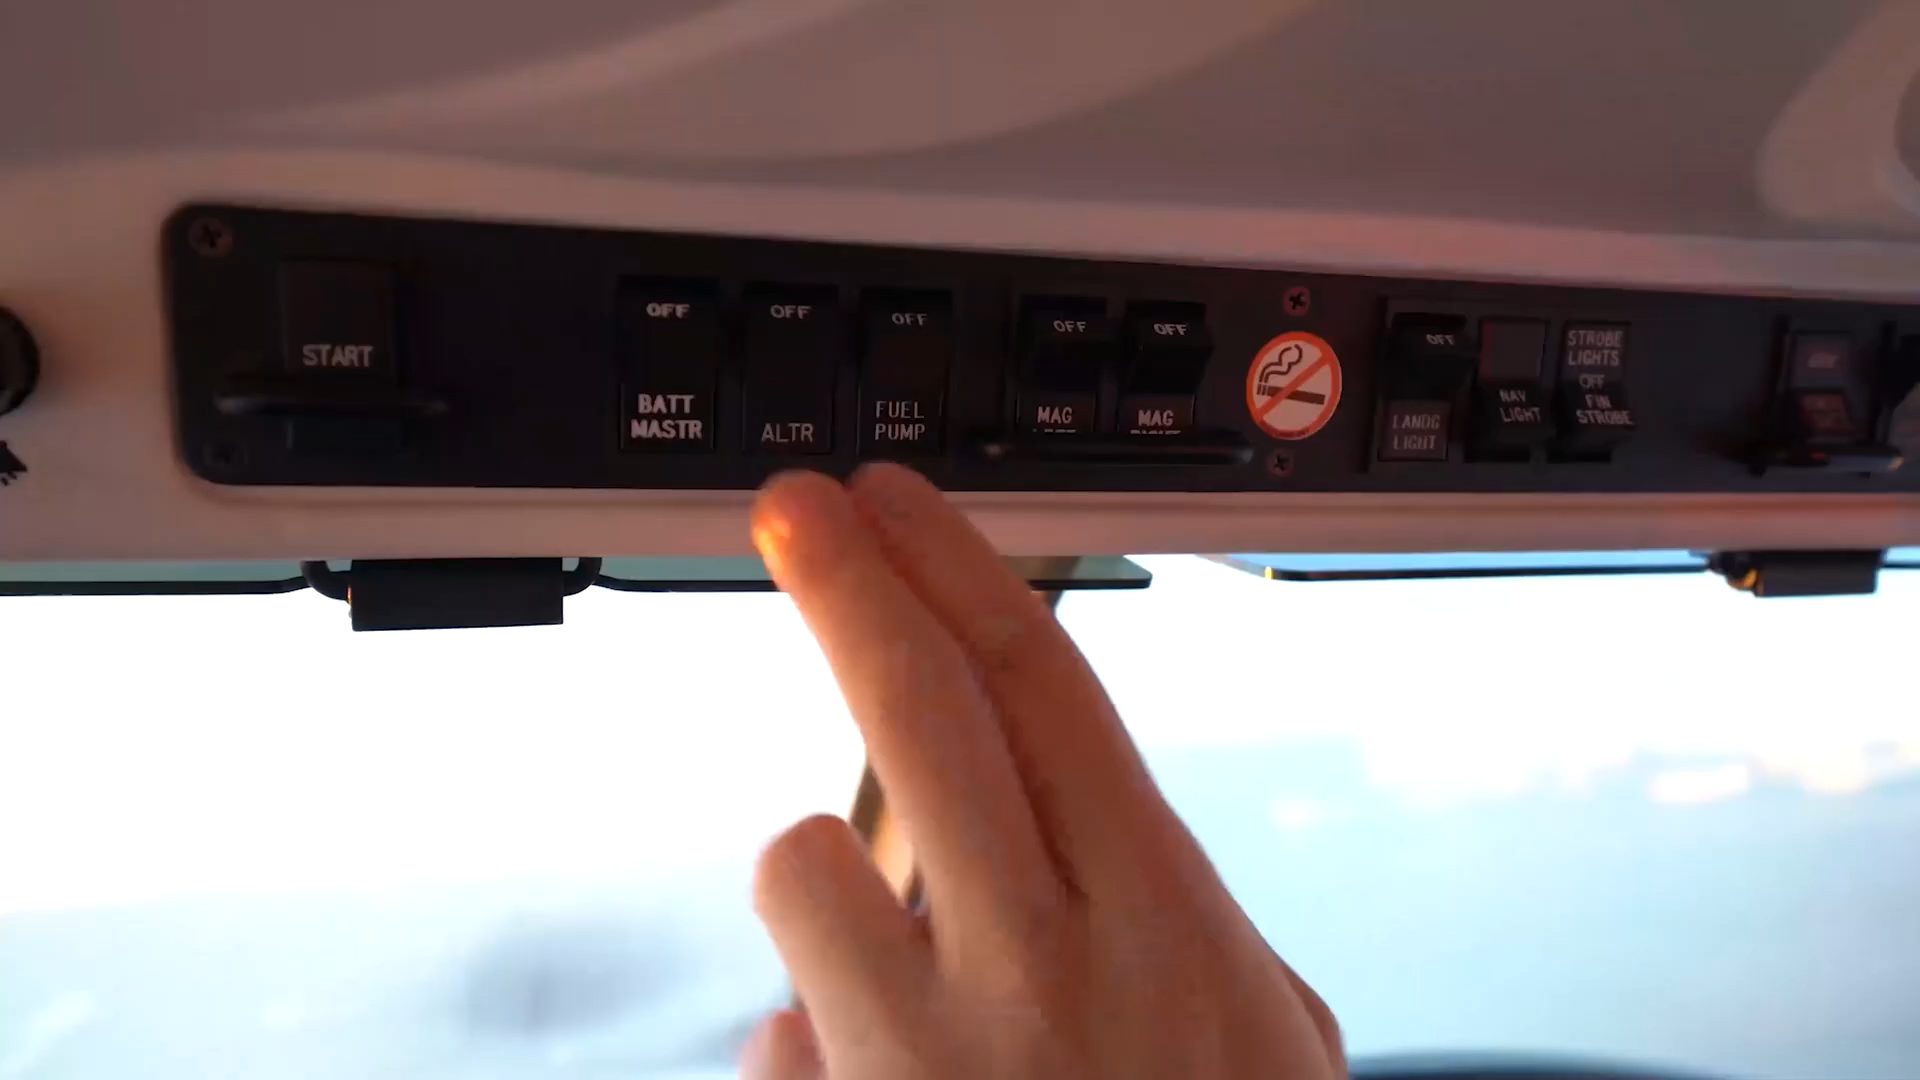 START
OFF
BATT
MASTR
OFF
ALTR
OFF
FUEL
PUMP
OFF
MAG
OFF
MAG
OFF
LANDG
LIGHT
NAV
LIGHT
STROBE
LIGHTS
OFF
FIN
STROBE